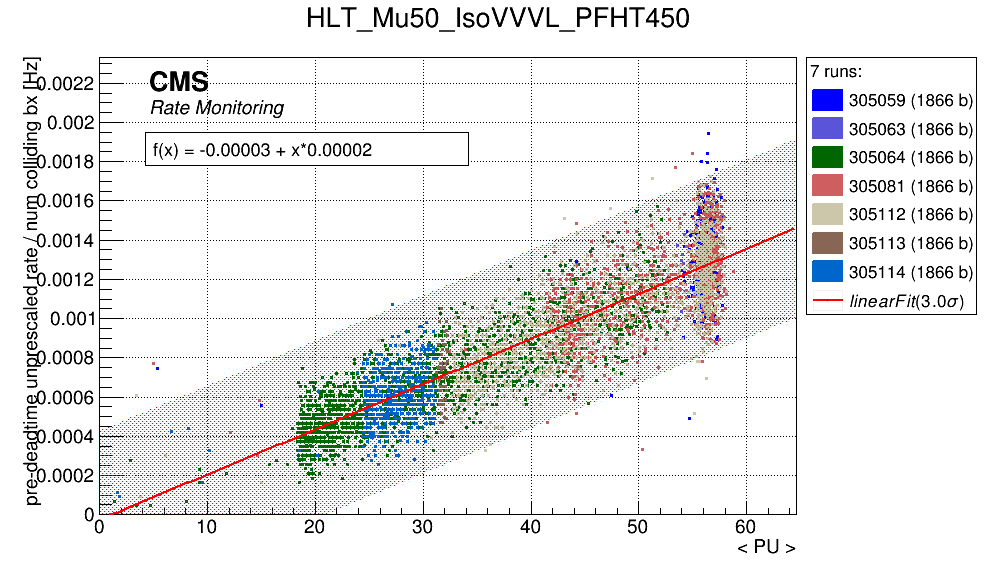 HLT_Mu50_IsoVVVL_PFHT450
pre-deadtime unprescaled rate / num colliding bx [Hz]
0.0022
0.002
0.0018
0.0016
0.0014
0.0012
0.001
0.0008
0.0006
0.0004
0.0002
0
CMS
Rate Monitoring
f(x) = -0.00003 + x*0.00002
0 10 20 30 40 50 60
< PU >
7 runs:
305059 (1866 b)
305063 (1866 b)
305064 (1866 b)
305081 (1866 b)
305112 (1866 b)
305113 (1866 b)
305114 (1866 b)
linearFit(3.0σ)